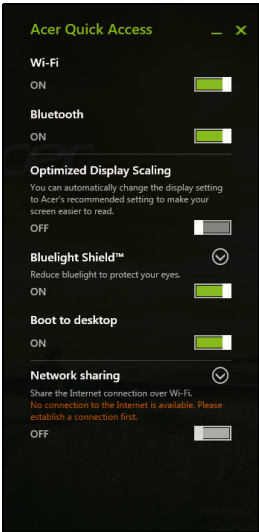 Acer Quick Access
Wi-Fi
ON
Bluetooth
ON
Optimized Display Scaling
You can automatically change the display setting
to Acer's recommended setting to make your
screen easier to read.
OFF
Bluelight Shield™
Reduce bluelight to protect your eyes.
ON
Boot to desktop
ON
Network sharing
Share the Internet connection over Wi-Fi.
No connection to the Internet is available. Please
establish a connection first.
OFF